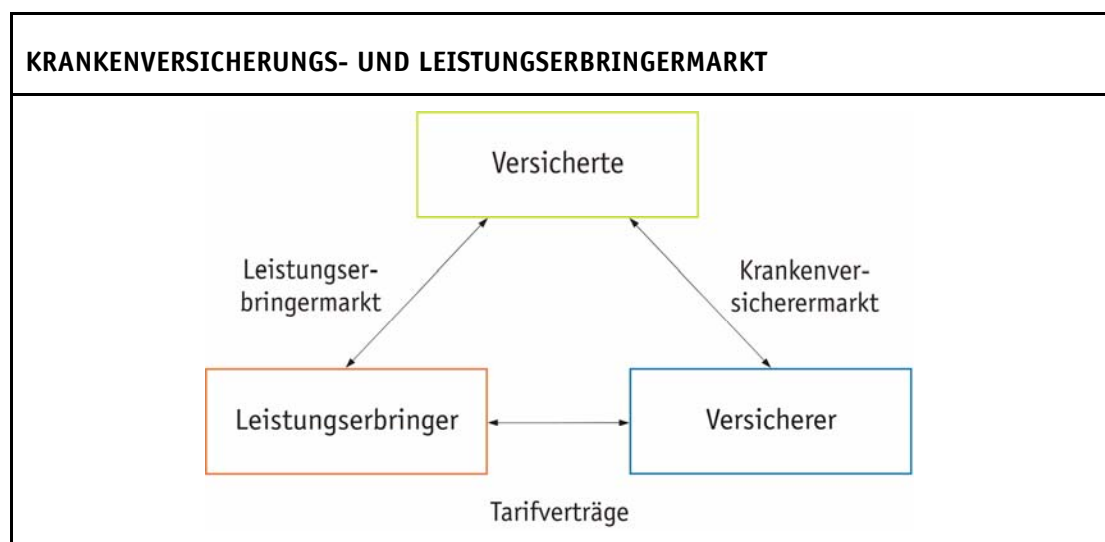 KRANKENVERSICHERUNGS- UND LEISTUNGSERBRINGERMARKT
Versicherte
Leistungser-
bringermarkt
Krankenver-
sicherermarkt
Leistungserbringer
Versicherer
Tarifverträge